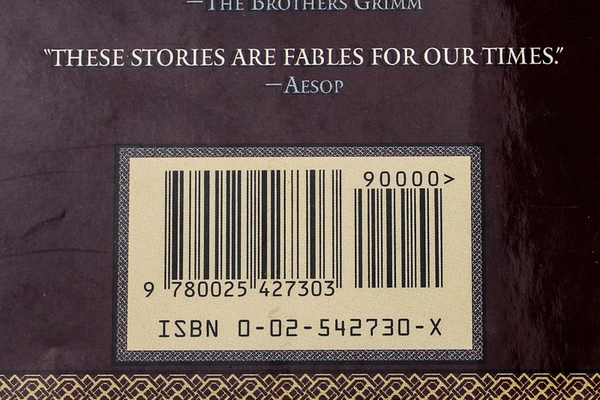 —The Brothers Grimm
“These stories are fables for our times.”
—Aesop
90000>
9 780025 427303
ISBN 0-02-542730-X